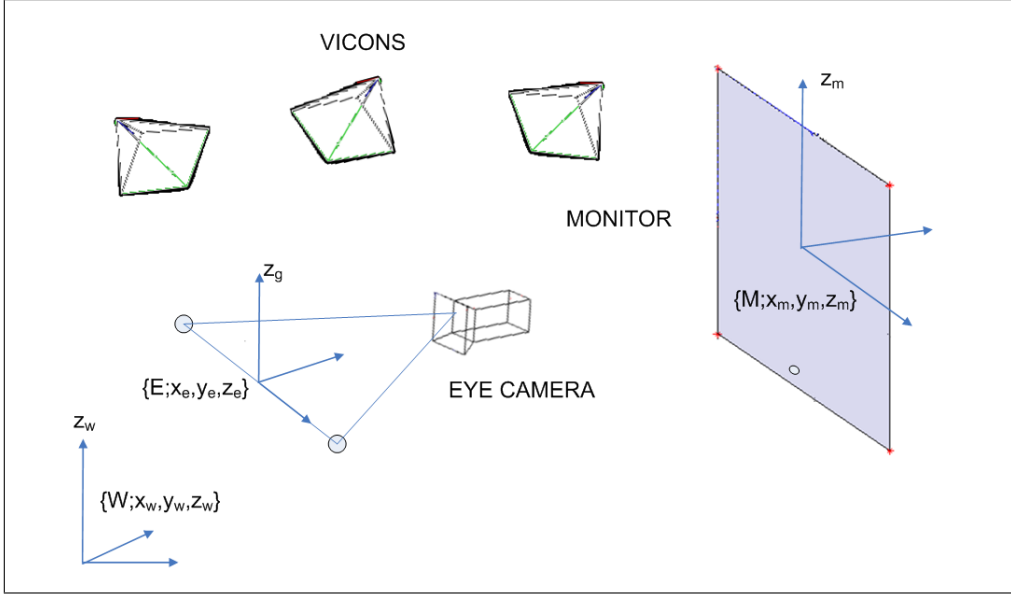 VICONS
z_m
MONITOR
z_g
{M;x_m,y_m,z_m}
{E;x_e,y_e,z_e}
EYE CAMERA
z_w
{W;x_w,y_w,z_w}